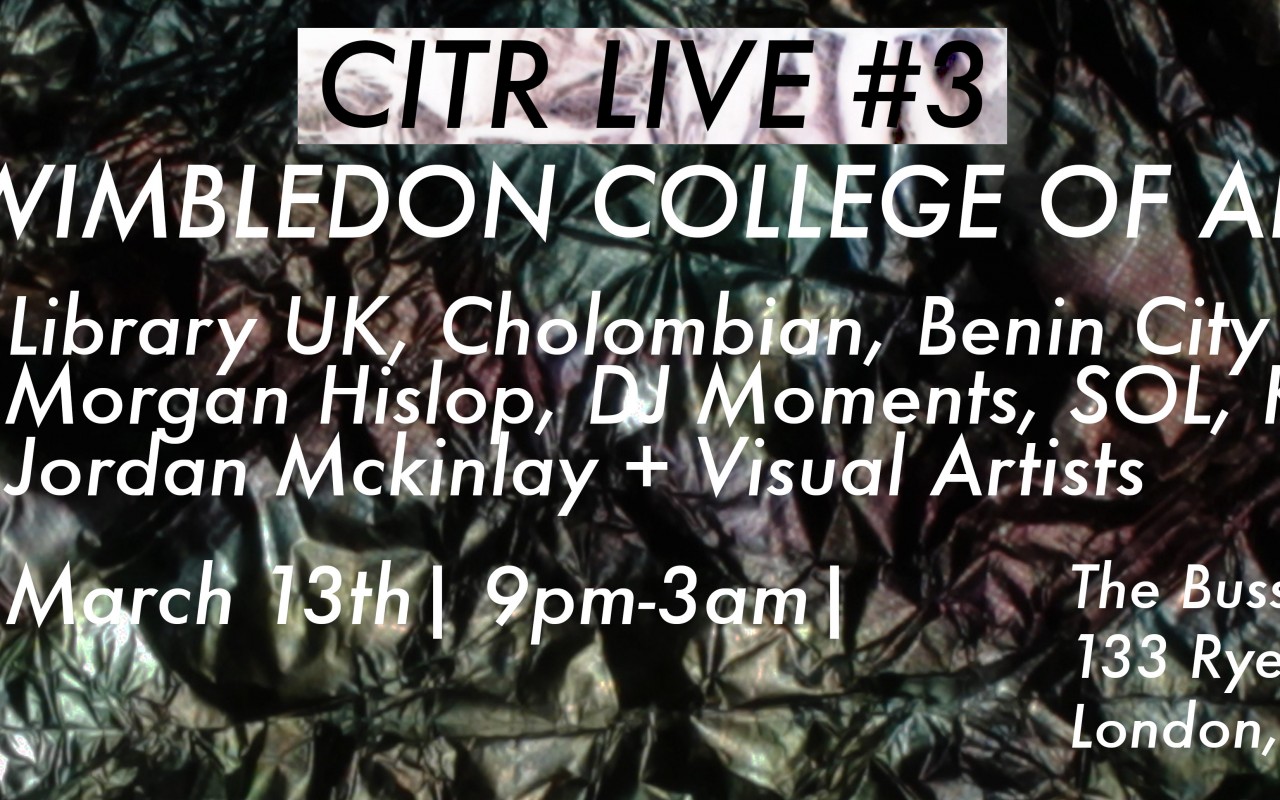 CITR LIVE #3
WIMBLEDON COLLEGE OF
Library UK, Cholombian, Benin City
Morgan Hislop, DJ Moments, SOL,
Jordan Mckinlay + Visual Artists
March 13th| 9pm-3am|
The Buss
133 Rye
London,